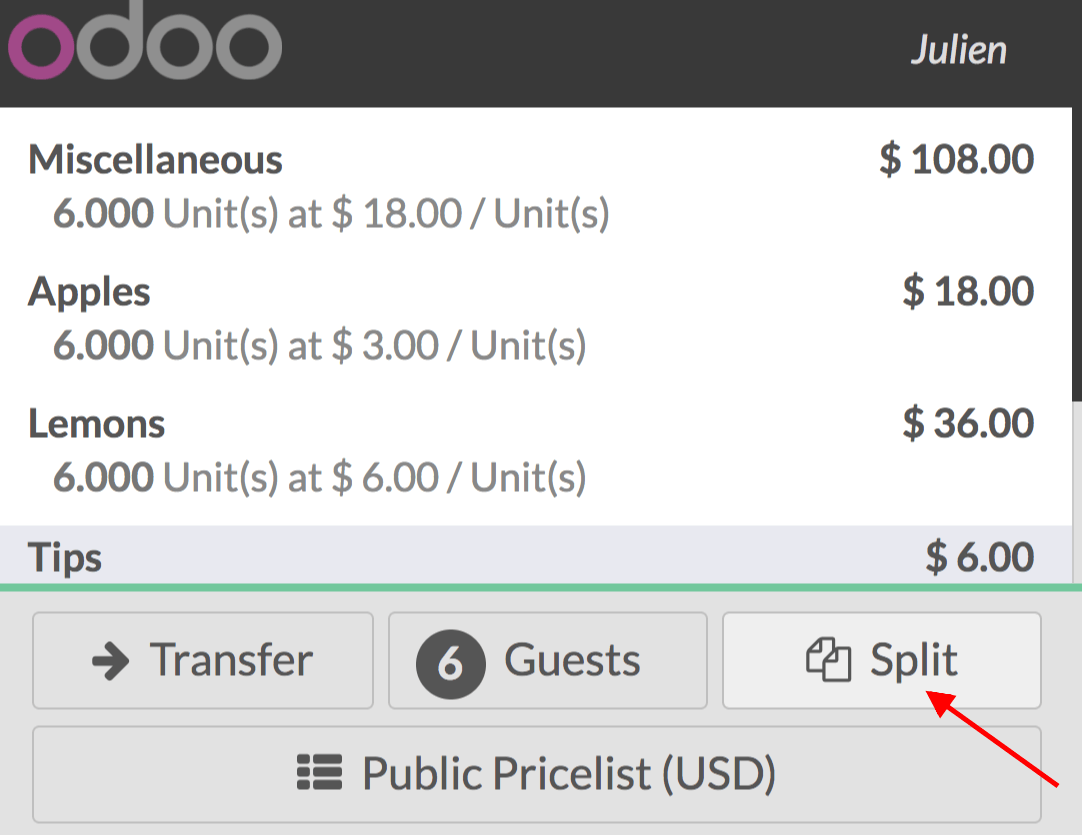 odoo
Julien
Miscellaneous $ 108.00
6.000 Unit(s) at $ 18.00 / Unit(s)
Apples $ 18.00
6.000 Unit(s) at $ 3.00 / Unit(s)
Lemons $ 36.00
6.000 Unit(s) at $ 6.00 / Unit(s)
Tips $ 6.00
Transfer
6 Guests
Split
Public Pricelist (USD)